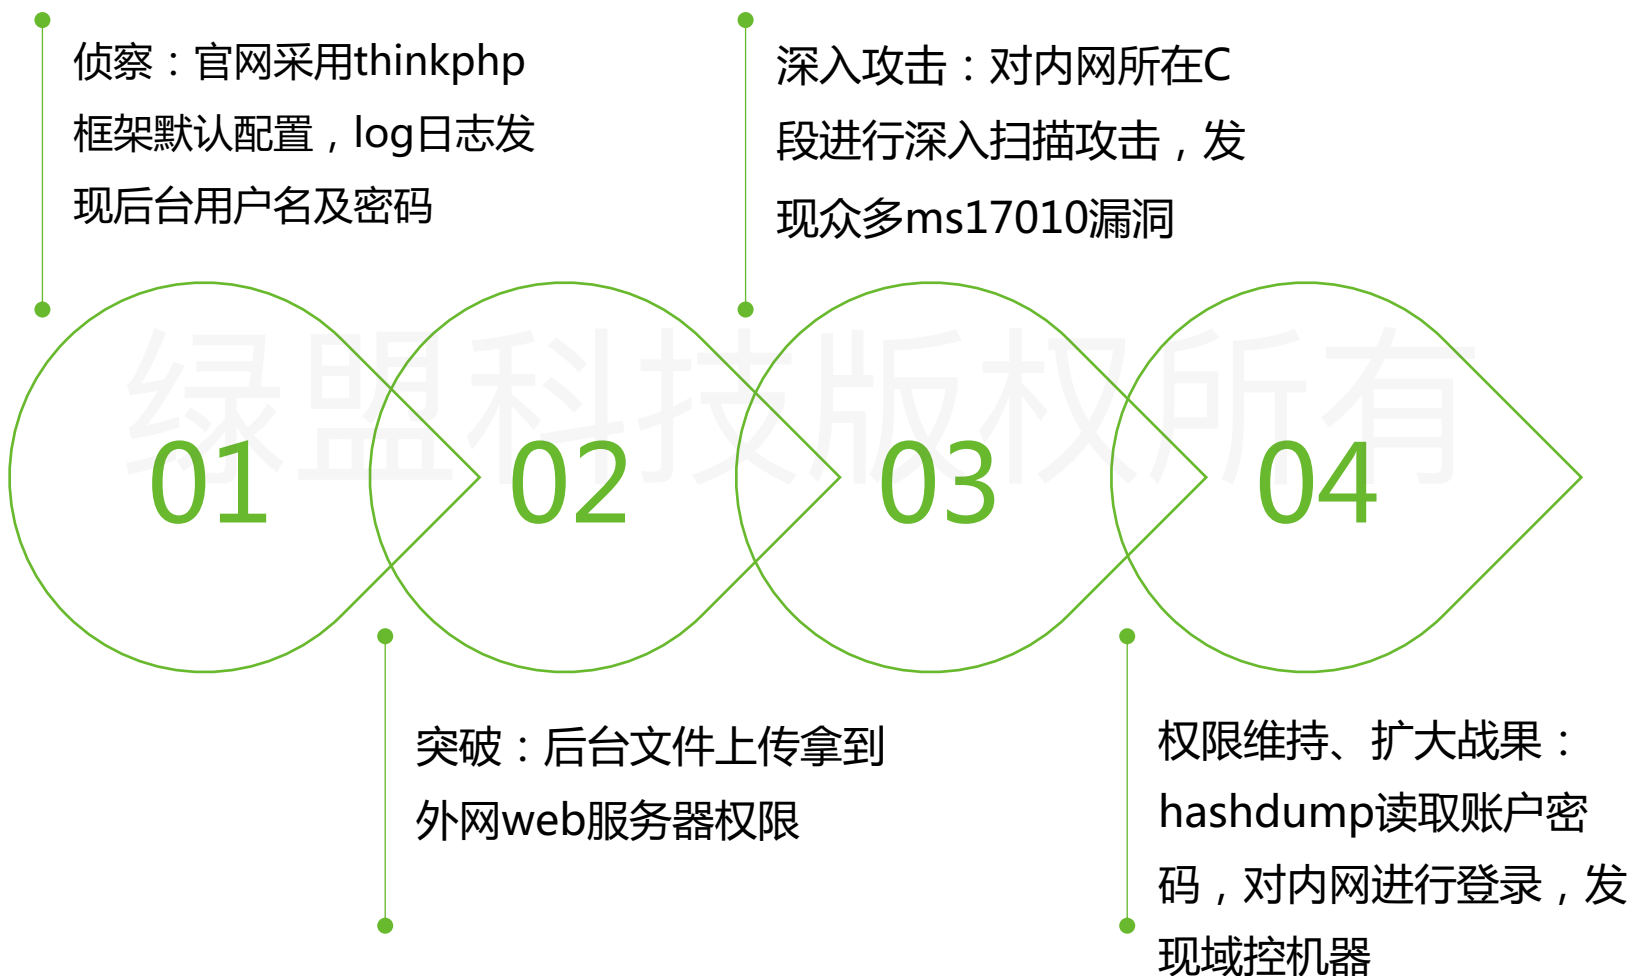 侦察：官网采用thinkphp
框架默认配置，log日志发
现后台用户名及密码
深入攻击：对内网所在C
段进行深入扫描攻击，发
现众多ms17010漏洞
绿盟科技版权所有
01
02
03
04
突破：后台文件上传拿到
外网web服务器权限
权限维持、扩大战果：
hashdump读取账户密
码，对内网进行登录，发
现域控机器